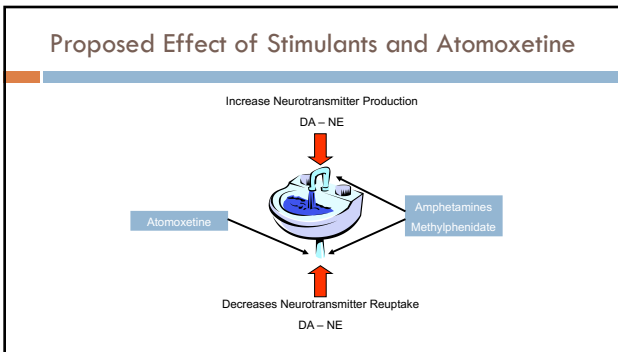 Proposed Effect of Stimulants and Atomoxetine
Increase Neurotransmitter Production
DA – NE
Atomoxetine
Amphetamines
Methylphenidate
Decreases Neurotransmitter Reuptake
DA – NE